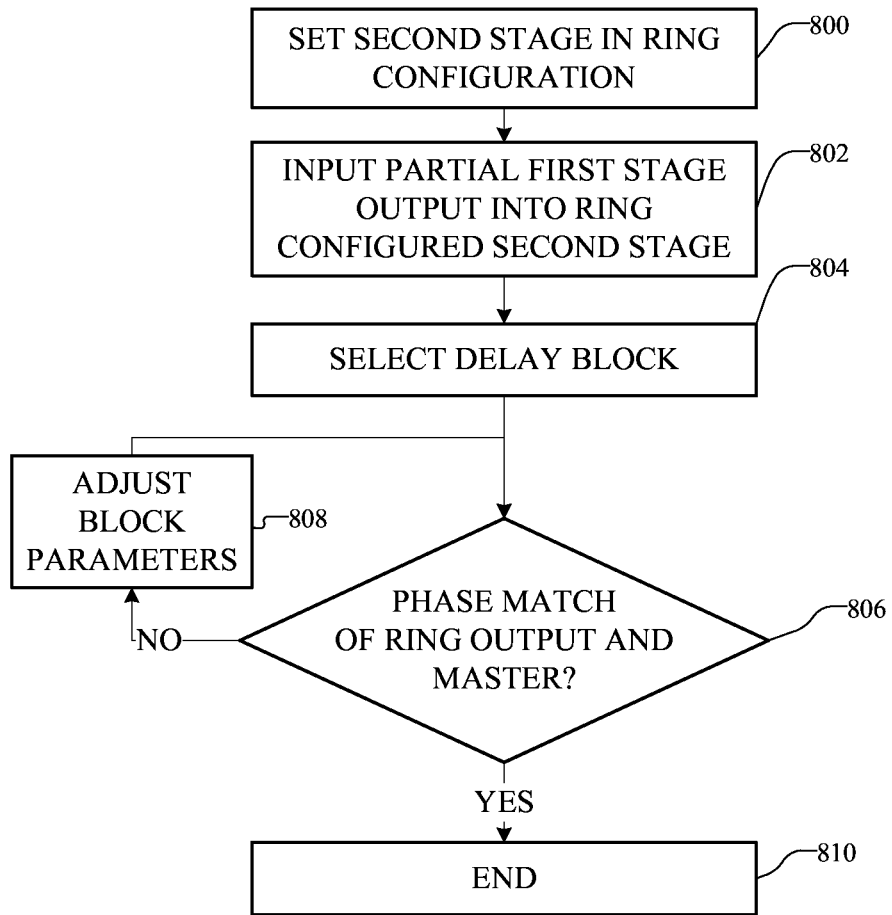 SET SECOND STAGE IN RING
CONFIGURATION
800
INPUT PARTIAL FIRST STAGE
OUTPUT INTO RING
CONFIGURED SECOND STAGE
802
804
SELECT DELAY BLOCK
ADJUST
BLOCK
PARAMETERS
808
PHASE MATCH
OF RING OUTPUT AND
MASTER?
806
NO
YES
END
810